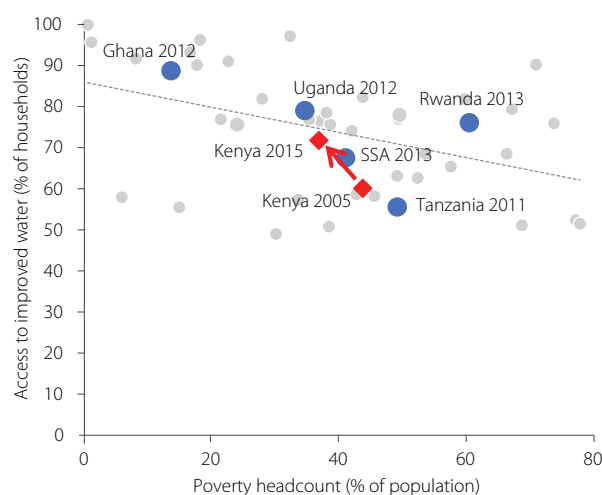 Access to improved water (% of households)
100
90
80
70
60
50
40
30
20
10
0
Ghana 2012
Uganda 2012
Rwanda 2013
Kenya 2015
SSA 2013
Kenya 2005
Tanzania 2011
0 20 40 60 80
Poverty headcount (% of population)